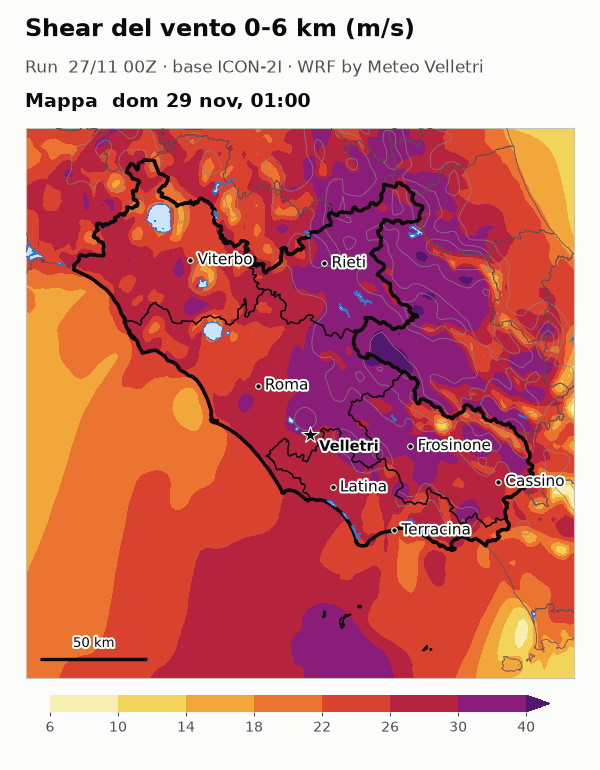 Shear del vento 0-6 km (m/s)
Run  27/11 00Z · base ICON-2I · WRF by Meteo Velletri
Mappa  dom 29 nov, 01:00
Viterbo
Rieti
Roma
Velletri
Frosinone
Cassino
Latina
Terracina
50 km
6 10 14 18 22 26 30 40